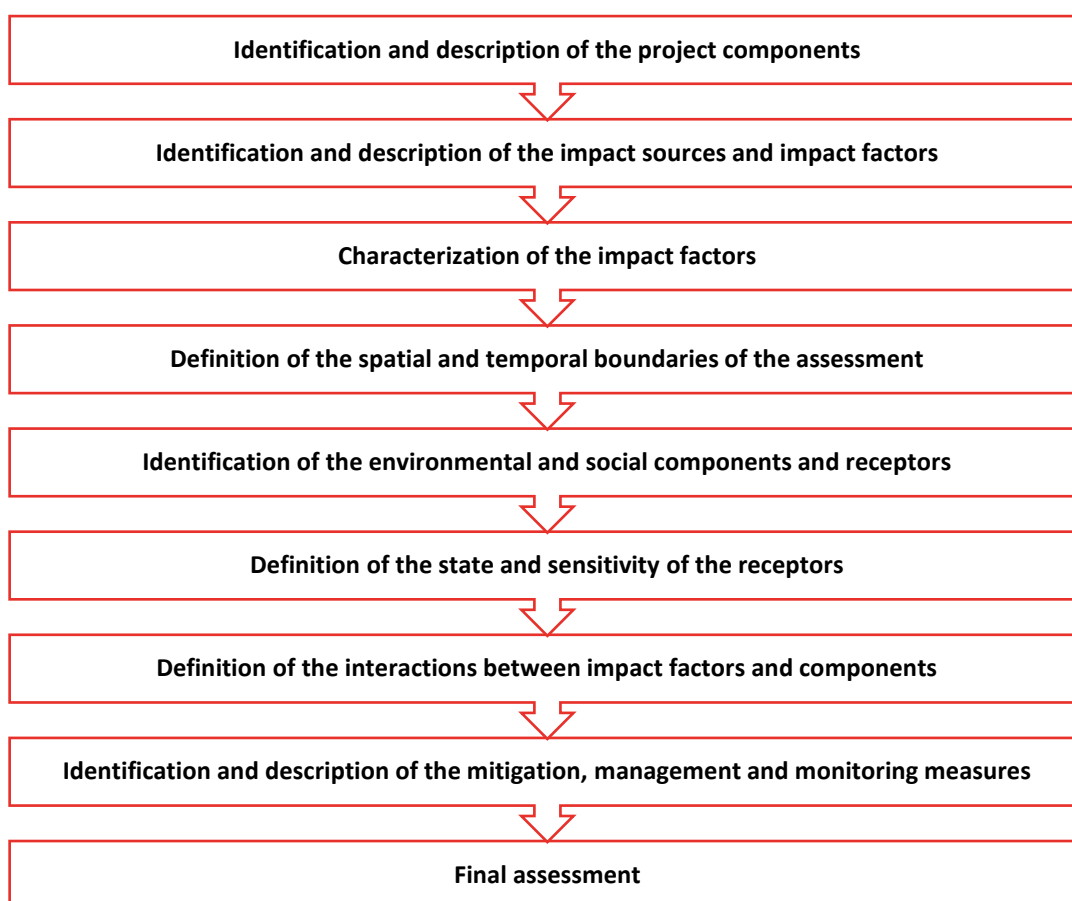 Identification and description of the project components
Identification and description of the impact sources and impact factors
Characterization of the impact factors
Definition of the spatial and temporal boundaries of the assessment
Identification of the environmental and social components and receptors
Definition of the state and sensitivity of the receptors
Definition of the interactions between impact factors and components
Identification and description of the mitigation, management and monitoring measures
Final assessment